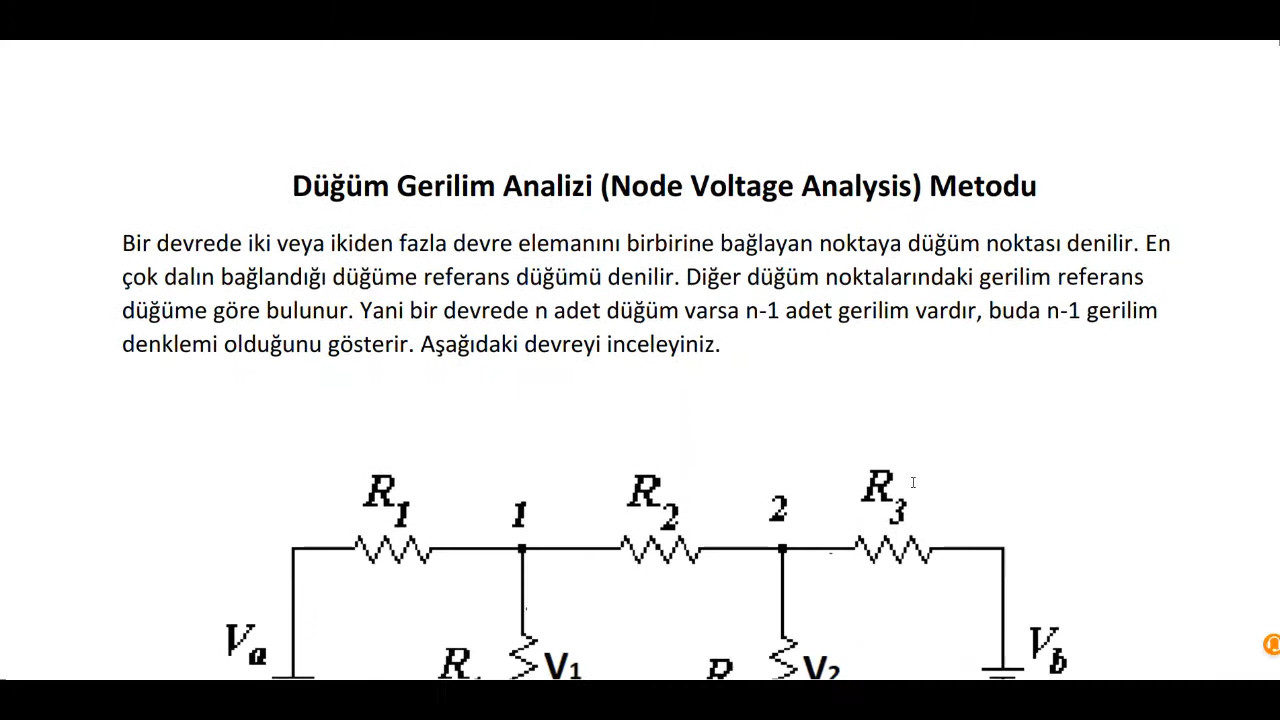 Düğüm Gerilim Analizi (Node Voltage Analysis) Metodu
Bir devrede iki veya ikiden fazla devre elemanını birbirine bağlayan noktaya düğüm noktası denilir. En
çok dalın bağlandığı düğüme referans düğümü denilir. Diğer düğüm noktalarındaki gerilim referans
düğüme göre bulunur. Yani bir devrede n adet düğüm varsa n-1 adet gerilim vardır, buda n-1 gerilim
denklemi olduğunu gösterir. Aşağıdaki devreyi inceleyiniz.
R1 1 R2 2 R3
Va R V1 R V2 Vb